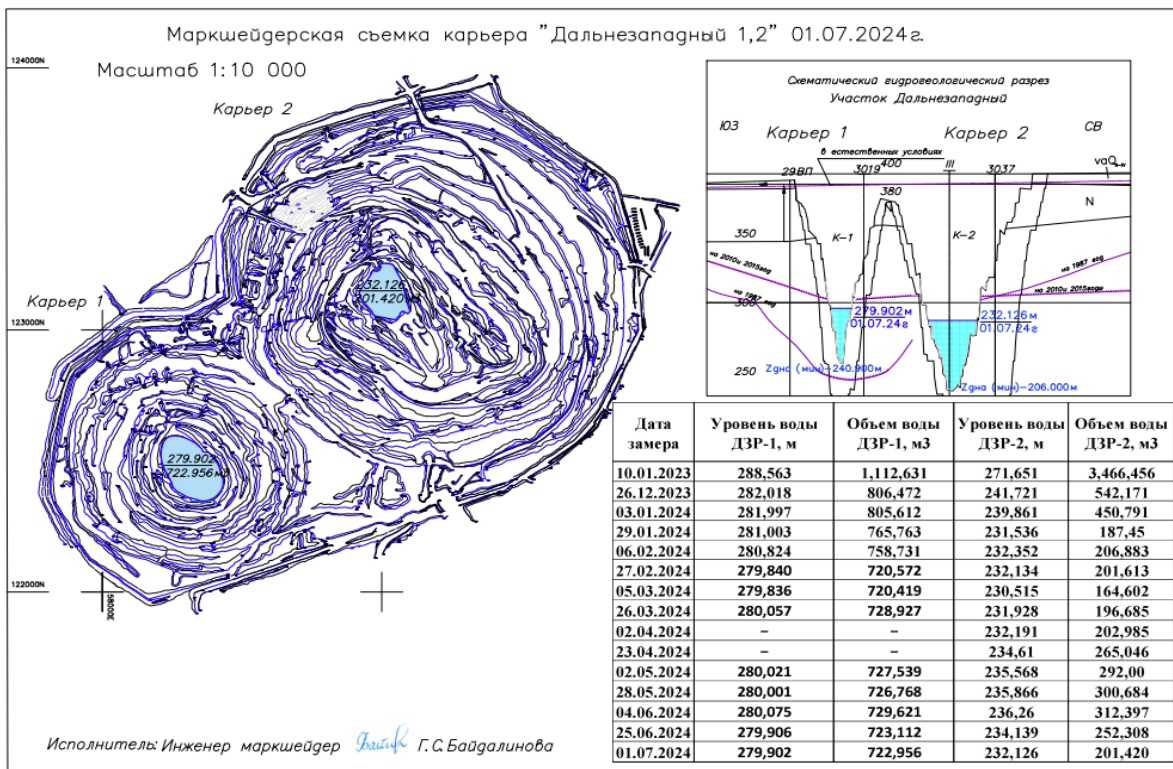 Маркшейдерская съемка карьера "Дальнезападный 1,2" 01.07.2024г.
Масштаб 1:10 000
124000N
Карьер 2
Карьер 1
123000N
122000N
58000E
232.126
201.420
279.902
722.956 м3
Схематический гидрогеологический разрез
Участок Дальнезападный
ЮЗ
Карьер 1
Карьер 2
СВ
в естественных условиях
29ВП
3019
400
III
3037
380
N
К-1
К-2
350
на 2010и 2015год
на 1987 год
на 1987 год
на 2010и 2015годы
300
279.902м
01.07.24г
232.126м
01.07.24г
250
Zдна (мин)-240.900м
Zдна (мин)-206.000м
Дата замера | Уровень воды ДЗР-1, м | Объем воды ДЗР-1, м3 | Уровень воды ДЗР-2, м | Объем воды ДЗР-2, м3
10.01.2023 | 288,563 | 1,112,631 | 271,651 | 3,466,456
26.12.2023 | 282,018 | 806,472 | 241,721 | 542,171
03.01.2024 | 281,997 | 805,612 | 239,861 | 450,791
29.01.2024 | 281,003 | 765,763 | 231,536 | 187,45
06.02.2024 | 280,824 | 758,731 | 232,352 | 206,883
27.02.2024 | 279,840 | 720,572 | 232,134 | 201,613
05.03.2024 | 279,836 | 720,419 | 230,515 | 164,602
26.03.2024 | 280,057 | 728,927 | 231,928 | 196,685
02.04.2024 | – | – | 232,191 | 202,985
23.04.2024 | – | – | 234,61 | 265,046
02.05.2024 | 280,021 | 727,539 | 235,568 | 292,00
28.05.2024 | 280,001 | 726,768 | 235,866 | 300,684
04.06.2024 | 280,075 | 729,621 | 236,26 | 312,397
25.06.2024 | 279,906 | 723,112 | 234,139 | 252,308
01.07.2024 | 279,902 | 722,956 | 232,126 | 201,420
Исполнитель: Инженер маркшейдер Г.С.Байдалинова